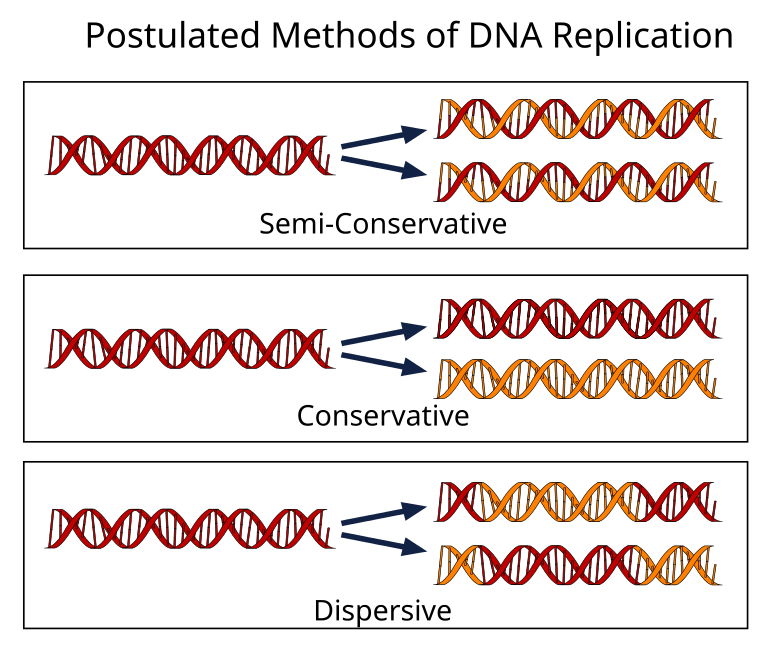 Postulated Methods of DNA Replication
Semi-Conservative
Conservative
Dispersive